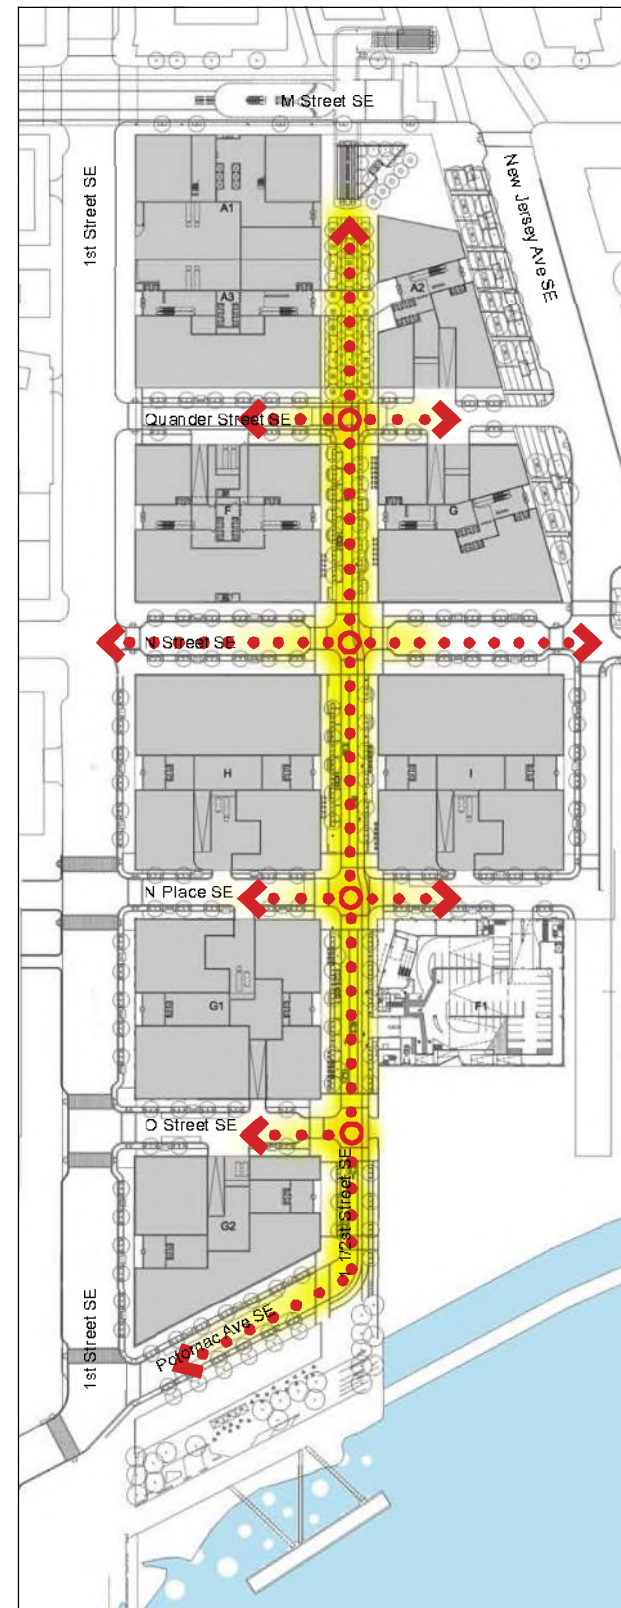 M Street SE
1st Street SE
New Jersey Ave SE
A1
A3
A2
Quander Street SE
F
G
N Street SE
H
I
N Place SE
G1
F1
O Street SE
1 1/2st Street SE
G2
Potomac Ave SE
1st Street SE